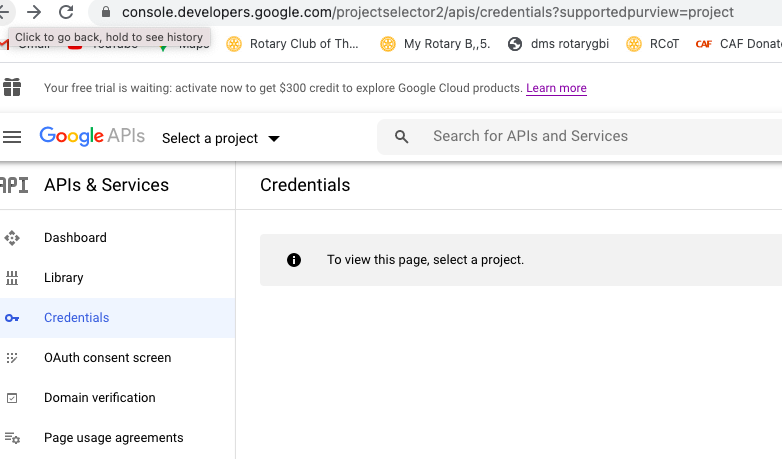 console.developers.google.com/projectselector2/apis/credentials?supportedpurview=project
Click to go back, hold to see history
Maps
Rotary Club of Th...
My Rotary B,,5.
dms rotarygbi
RCoT
CAF
CAF Donat
Your free trial is waiting: activate now to get $300 credit to explore Google Cloud products. Learn more
Google APIs
Select a project
Search for APIs and Services
API
APIs & Services
Credentials
Dashboard
To view this page, select a project.
Library
Credentials
OAuth consent screen
Domain verification
Page usage agreements